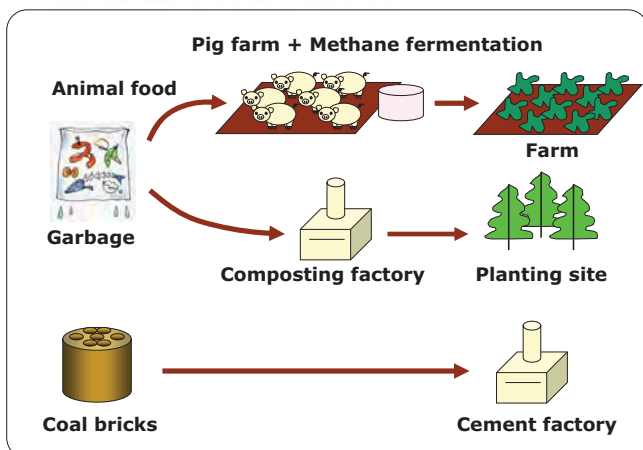 Pig farm + Methane fermentation
Animal food
Farm
Garbage
Composting factory
Planting site
Coal bricks
Cement factory